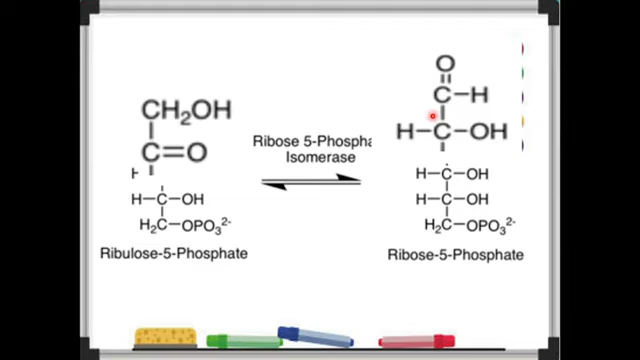 CH2OH
C=O
H
H-C-OH
H2C-OPO3 2-
Ribulose-5-Phosphate
Ribose 5-Phospha
Isomerase
O
C-H
H-C-OH
H-C-OH
H-C-OH
H2C-OPO3 2-
Ribose-5-Phosphate